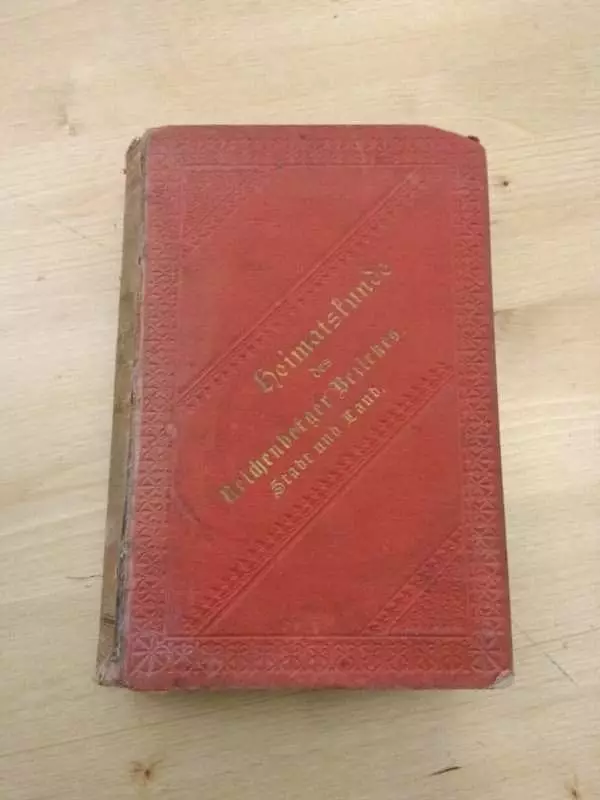 Heimatskunde
des
Reichenberger Bezirkes.
Stadt und Land.